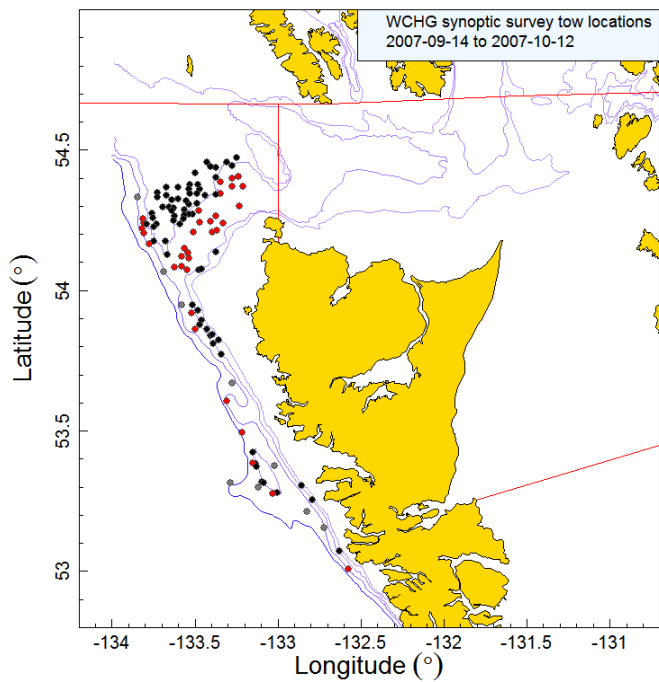 WCHG synoptic survey tow locations
2007-09-14 to 2007-10-12
54.5
54
53.5
53
Latitude (°)
-134
-133.5
-133
-132.5
-132
-131.5
-131
Longitude (°)